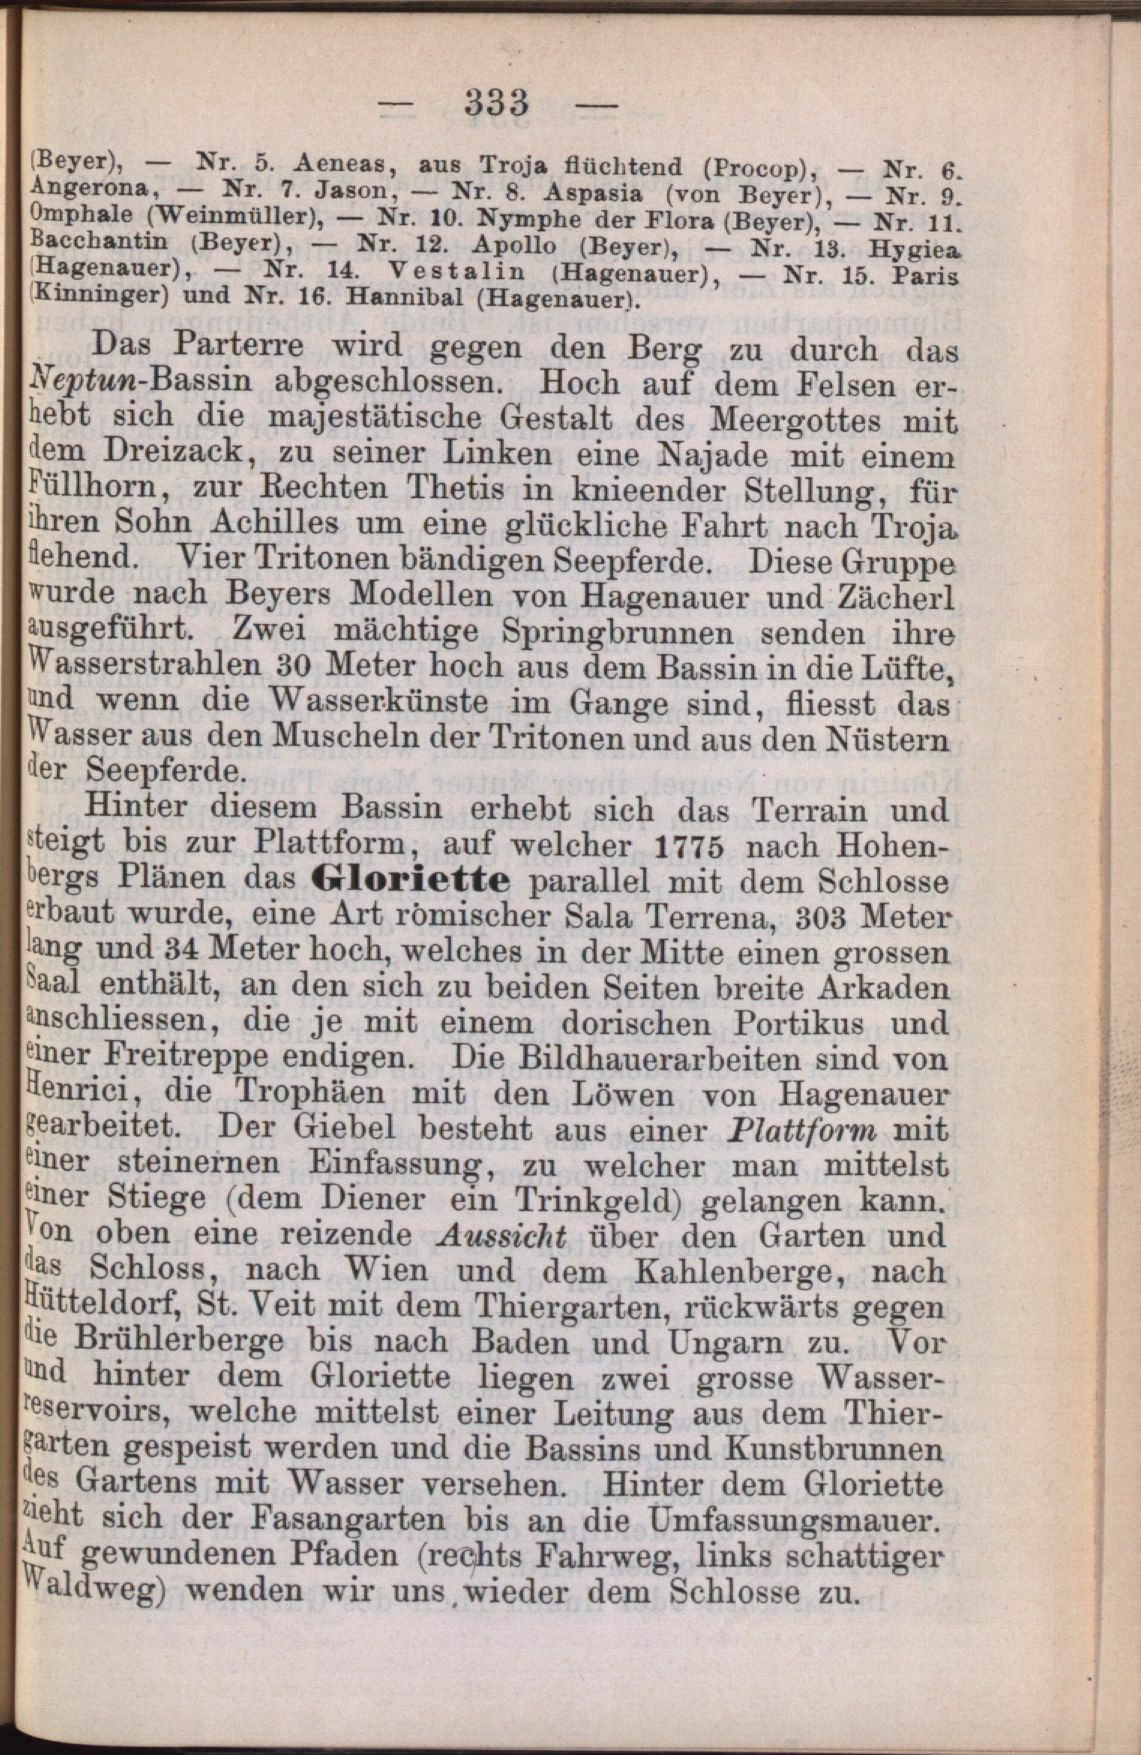 — 333 —
(Beyer), — Nr. 5. Aeneas, aus Troja flüchtend (Procop), — Nr. 6.
Angerona, — Nr. 7. Jason, — Nr. 8. Aspasia (von Beyer), — Nr. 9.
Omphale (Weinmüller), — Nr. 10. Nymphe der Flora (Beyer), — Nr. 11.
Bacchantin (Beyer), — Nr. 12. Apollo (Beyer), — Nr. 13. Hygiea
(Hagenauer), — Nr. 14. Vestalin (Hagenauer), — Nr. 15. Paris
(Kinninger) und Nr. 16. Hannibal (Hagenauer).
Das Parterre wird gegen den Berg zu durch das
Neptun-Bassin abgeschlossen. Hoch auf dem Felsen er-
hebt sich die majestätische Gestalt des Meergottes mit
dem Dreizack, zu seiner Linken eine Najade mit einem
Füllhorn, zur Rechten Thetis in knieender Stellung, für
ihren Sohn Achilles um eine glückliche Fahrt nach Troja
flehend. Vier Tritonen bändigen Seepferde. Diese Gruppe
wurde nach Beyers Modellen von Hagenauer und Zächerl
ausgeführt. Zwei mächtige Springbrunnen senden ihre
Wasserstrahlen 30 Meter hoch aus dem Bassin in die Lüfte,
und wenn die Wasserkünste im Gange sind, fliesst das
Wasser aus den Muscheln der Tritonen und aus den Nüstern
der Seepferde.
Hinter diesem Bassin erhebt sich das Terrain und
steigt bis zur Plattform, auf welcher 1775 nach Hohen-
bergs Plänen das Gloriette parallel mit dem Schlosse
erbaut wurde, eine Art römischer Sala Terrena, 303 Meter
lang und 34 Meter hoch, welches in der Mitte einen grossen
Saal enthält, an den sich zu beiden Seiten breite Arkaden
anschliessen, die je mit einem dorischen Portikus und
einer Freitreppe endigen. Die Bildhauerarbeiten sind von
Henrici, die Trophäen mit den Löwen von Hagenauer
gearbeitet. Der Giebel besteht aus einer Plattform mit
einer steinernen Einfassung, zu welcher man mittelst
einer Stiege (dem Diener ein Trinkgeld) gelangen kann.
Von oben eine reizende Aussicht über den Garten und
das Schloss, nach Wien und dem Kahlenberge, nach
Hütteldorf, St. Veit mit dem Thiergarten, rückwärts gegen
die Brühlerberge bis nach Baden und Ungarn zu. Vor
und hinter dem Gloriette liegen zwei grosse Wasser-
reservoirs, welche mittelst einer Leitung aus dem Thier-
garten gespeist werden und die Bassins und Kunstbrunnen
des Gartens mit Wasser versehen. Hinter dem Gloriette
zieht sich der Fasangarten bis an die Umfassungsmauer.
Auf gewundenen Pfaden (rechts Fahrweg, links schattiger
Waldweg) wenden wir uns wieder dem Schlosse zu.